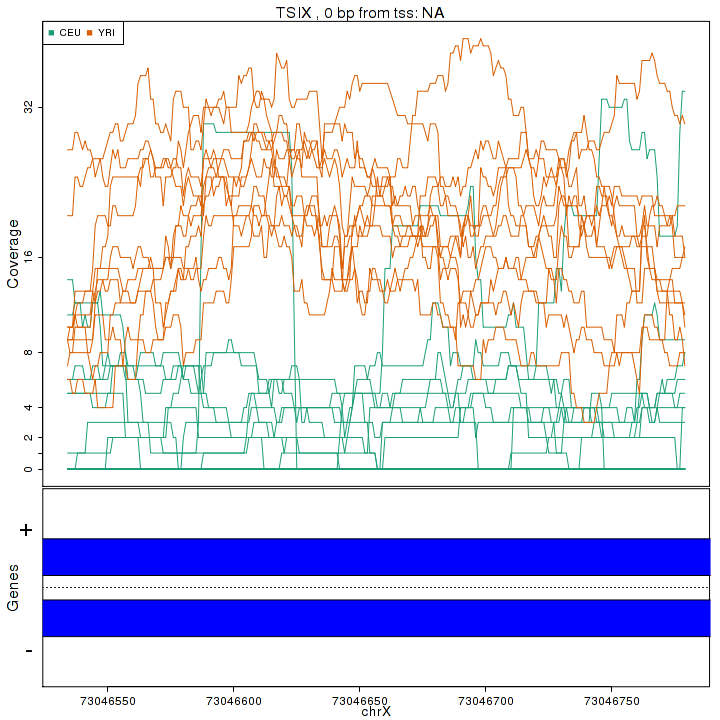 TSIX , 0 bp from tss: NA
CEU YRI
Coverage
32
16
8
4
2
0
Genes
+
-
73046550 73046600 73046650 73046700 73046750
chrX